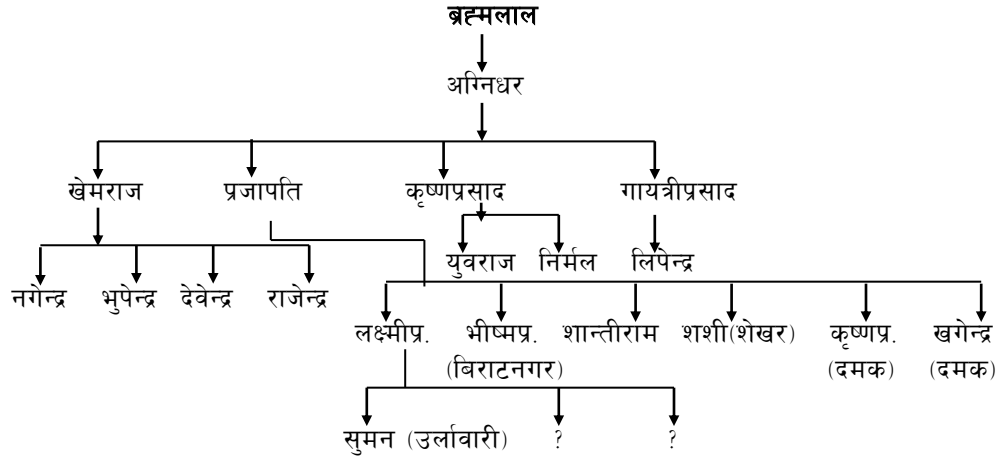 ब्रह्मलाल
अग्निधर
खेमराज प्रजापति कृष्णप्रसाद गायत्रीप्रसाद
युवराज निर्मल लिपेन्द्र
नगेन्द्र भुपेन्द्र देवेन्द्र राजेन्द्र
लक्ष्मीप्र. भीष्मप्र. शान्तीराम शशी(शेखर) कृष्णप्र. खगेन्द्र
(बिराटनगर) (दमक) (दमक)
सुमन (उर्लावारी) ? ?